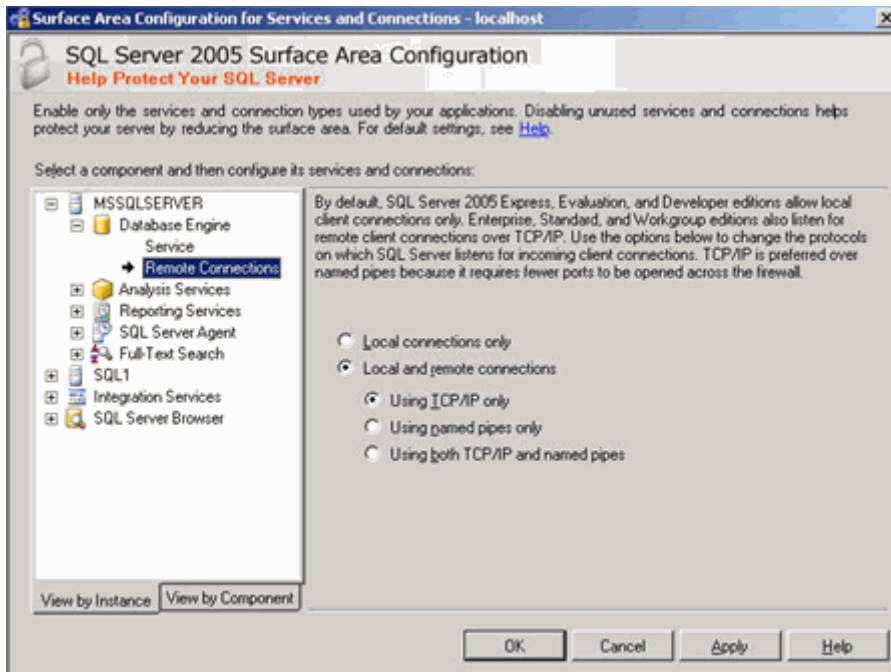 Surface Area Configuration for Services and Connections - localhost
SQL Server 2005 Surface Area Configuration
Help Protect Your SQL Server
Enable only the services and connection types used by your applications. Disabling unused services and connections helps
protect your server by reducing the surface area. For default settings, see Help.
Select a component and then configure its services and connections:
MSSQLSERVER
Database Engine
Service
Remote Connections
Analysis Services
Reporting Services
SQL Server Agent
Full-Text Search
SQL1
Integration Services
SQL Server Browser
View by Instance
View by Component
By default, SQL Server 2005 Express, Evaluation, and Developer editions allow local
client connections only. Enterprise, Standard, and Workgroup editions also listen for
remote client connections over TCP/IP. Use the options below to change the protocols
on which SQL Server listens for incoming client connections. TCP/IP is preferred over
named pipes because it requires fewer ports to be opened across the firewall.
Local connections only
Local and remote connections
Using TCP/IP only
Using named pipes only
Using both TCP/IP and named pipes
OK
Cancel
Apply
Help